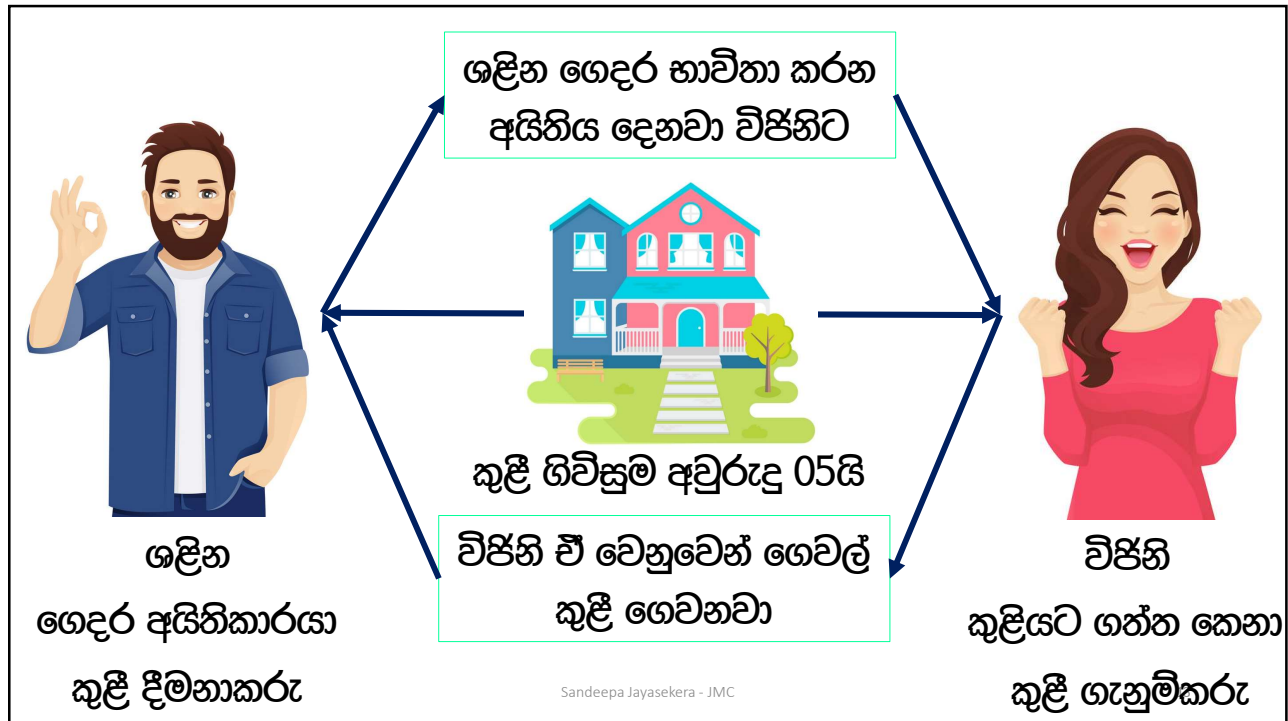 ශළින ගෙදර භාවිතා කරන
අයිතිය දෙනවා විජිනිට
කුළී ගිවිසුම අවුරුදු 05යි
විජිනි ඒ වෙනුවෙන් ගෙවල්
කුළී ගෙවනවා
ශළින
ගෙදර අයිතිකාරයා
කුළී දීමනාකරු
විජිනි
කුළියට ගත්ත කෙනා
කුළී ගැනුම්කරු
Sandeepa Jayasekera - JMC